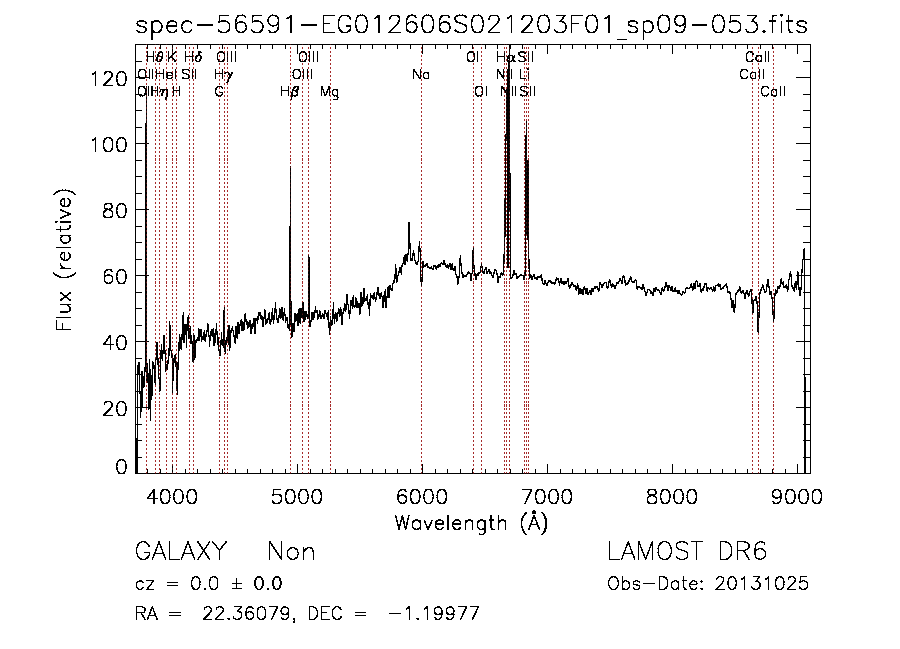 spec-56591-EG012606S021203F01_sp09-053.fits
Hθ K Hδ OIII OIII OI Hα SII CaII
OII HeI SII Hγ OIII Na NII Li CaII
OII Hη H G Hβ Mg OI NII SII CaII
120
100
80
60
40
20
0
Flux (relative)
4000 5000 6000 7000 8000 9000
Wavelength (Å)
GALAXY Non LAMOST DR6
cz = 0.0 ± 0.0 Obs-Date: 20131025
RA = 22.36079, DEC = -1.19977